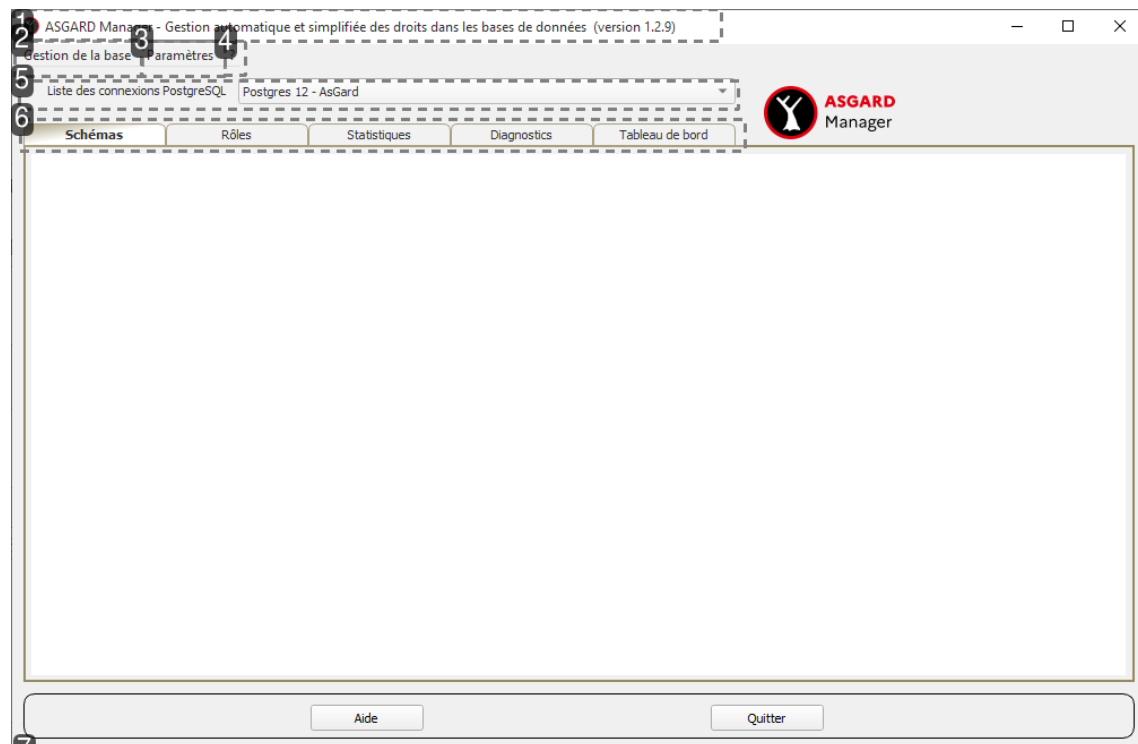 1
ASGARD Manager - Gestion automatique et simplifiée des droits dans les bases de données (version 1.2.9)
2 3 4
Gestion de la base Paramètres
5
Liste des connexions PostgreSQL Postgres 12 - AsGard
ASGARD
Manager
6
Schémas Rôles Statistiques Diagnostics Tableau de bord
Aide Quitter
7